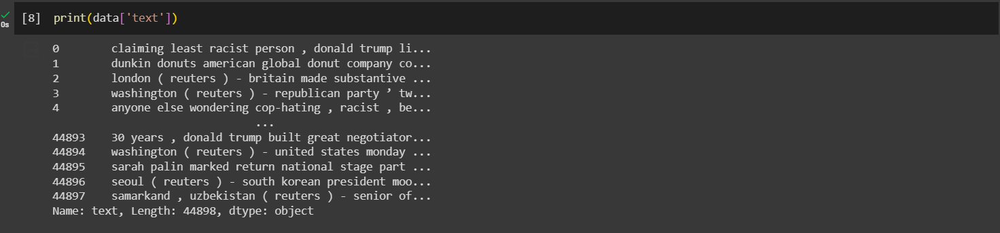 [8] print(data['text'])
0s
0 claiming least racist person , donald trump li...
1 dunkin donuts american global donut company co...
2 london ( reuters ) - britain made substantive ...
3 washington ( reuters ) - republican party ’ tw...
4 anyone else wondering cop-hating , racist , be...
...
44893 30 years , donald trump built great negotiator...
44894 washington ( reuters ) - united states monday ...
44895 sarah palin marked return national stage part ...
44896 seoul ( reuters ) - south korean president moo...
44897 samarkand , uzbekistan ( reuters ) - senior of...
Name: text, Length: 44898, dtype: object